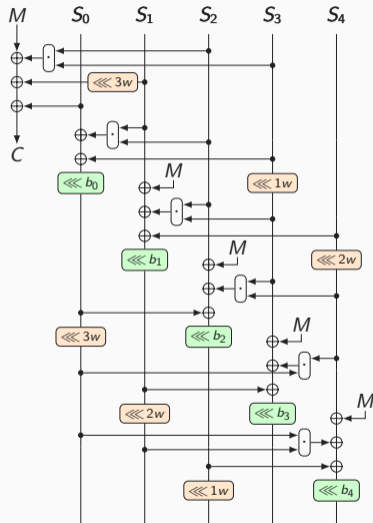 M S₀ S₁ S₂ S₃ S₄
·
⋘ 3w
C
·
M
⋘ b₀ ⋘ 1w
·
M
⋘ b₁ ⋘ 2w
·
⋘ 3w ⋘ b₂
M
·
⋘ 2w ⋘ b₃
M
·
⋘ 1w ⋘ b₄